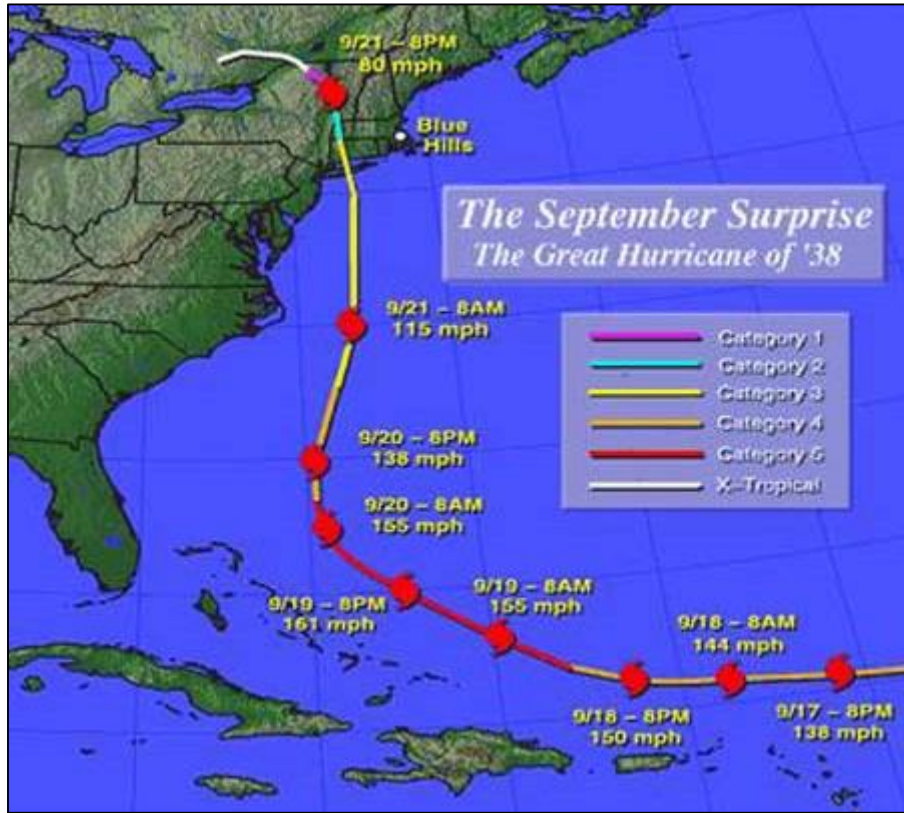 9/21 – 8PM
80 mph
Blue
Hills
The September Surprise
The Great Hurricane of '38
9/21 – 8AM
115 mph
Category 1
Category 2
Category 3
Category 4
Category 5
X–Tropical
9/20 – 8PM
138 mph
9/20 – 8AM
155 mph
9/19 – 8PM
161 mph
9/19 – 8AM
155 mph
9/18 – 8AM
144 mph
9/18 – 8PM
150 mph
9/17 – 8PM
138 mph